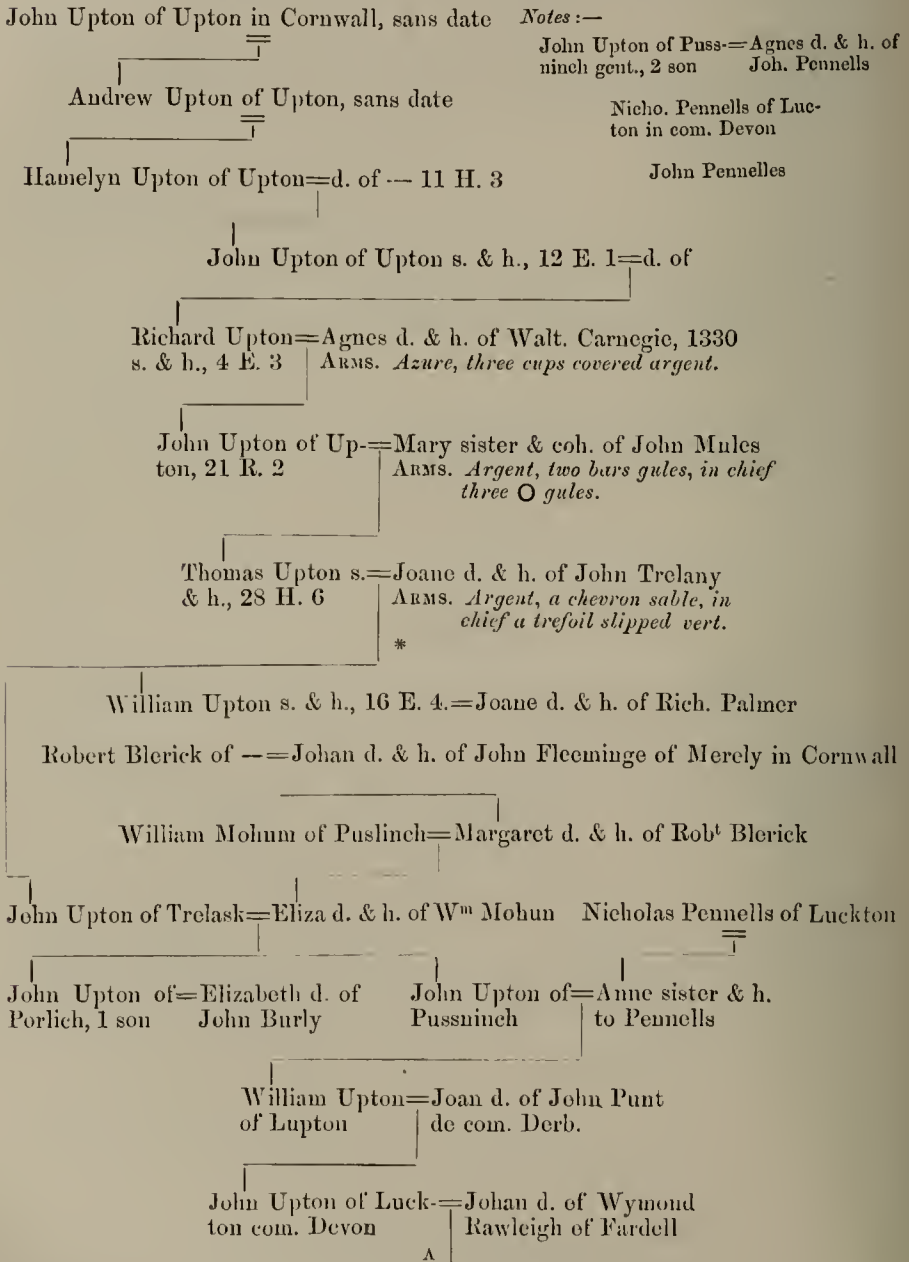 John Upton of Upton in Cornwall, sans date
Notes:—
John Upton of Puss-=Agnes d. & h. of
ninch gent., 2 son Joh. Pennells
Andrew Upton of Upton, sans date
Nicho. Pennells of Luc-
ton in com. Devon
John Pennelles
Hamelyn Upton of Upton=d. of — 11 H. 3
John Upton of Upton s. & h., 12 E. 1=d. of
Richard Upton=Agnes d. & h. of Walt. Carnegie, 1330
s. & h., 4 E. 3 ARMS. Azure, three cups covered argent.
John Upton of Up-=Mary sister & coh. of John Mules
ton, 21 R. 2 ARMS. Argent, two bars gules, in chief
three O gules.
Thomas Upton s.=Joane d. & h. of John Trelany
& h., 28 H. 6 ARMS. Argent, a chevron sable, in
chief a trefoil slipped vert.
*
William Upton s. & h., 16 E. 4.=Joane d. & h. of Rich. Palmer
Robert Blerick of —=Johan d. & h. of John Fleeminge of Merely in Cornwall
William Mohum of Puslinch=Margaret d. & h. of Robt Blerick
John Upton of Trelask=Eliza d. & h. of Wm Mohun Nicholas Pennells of Luckton
John Upton of=Elizabeth d. of John Upton of=Anne sister & h.
Porlich, 1 son John Burly Pussninch to Pennells
William Upton=Joan d. of John Punt
of Lupton de com. Derb.
John Upton of Luck-=Johan d. of Wymond
ton com. Devon Rawleigh of Fardell
A